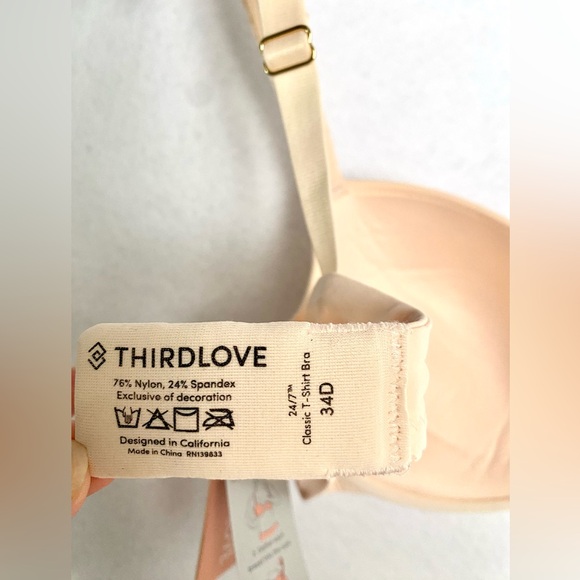 THIRDLOVE
76% Nylon, 24% Spandex
Exclusive of decoration
Designed in California
Made in China RN139833
24/7™
Classic T-Shirt Bra
34D